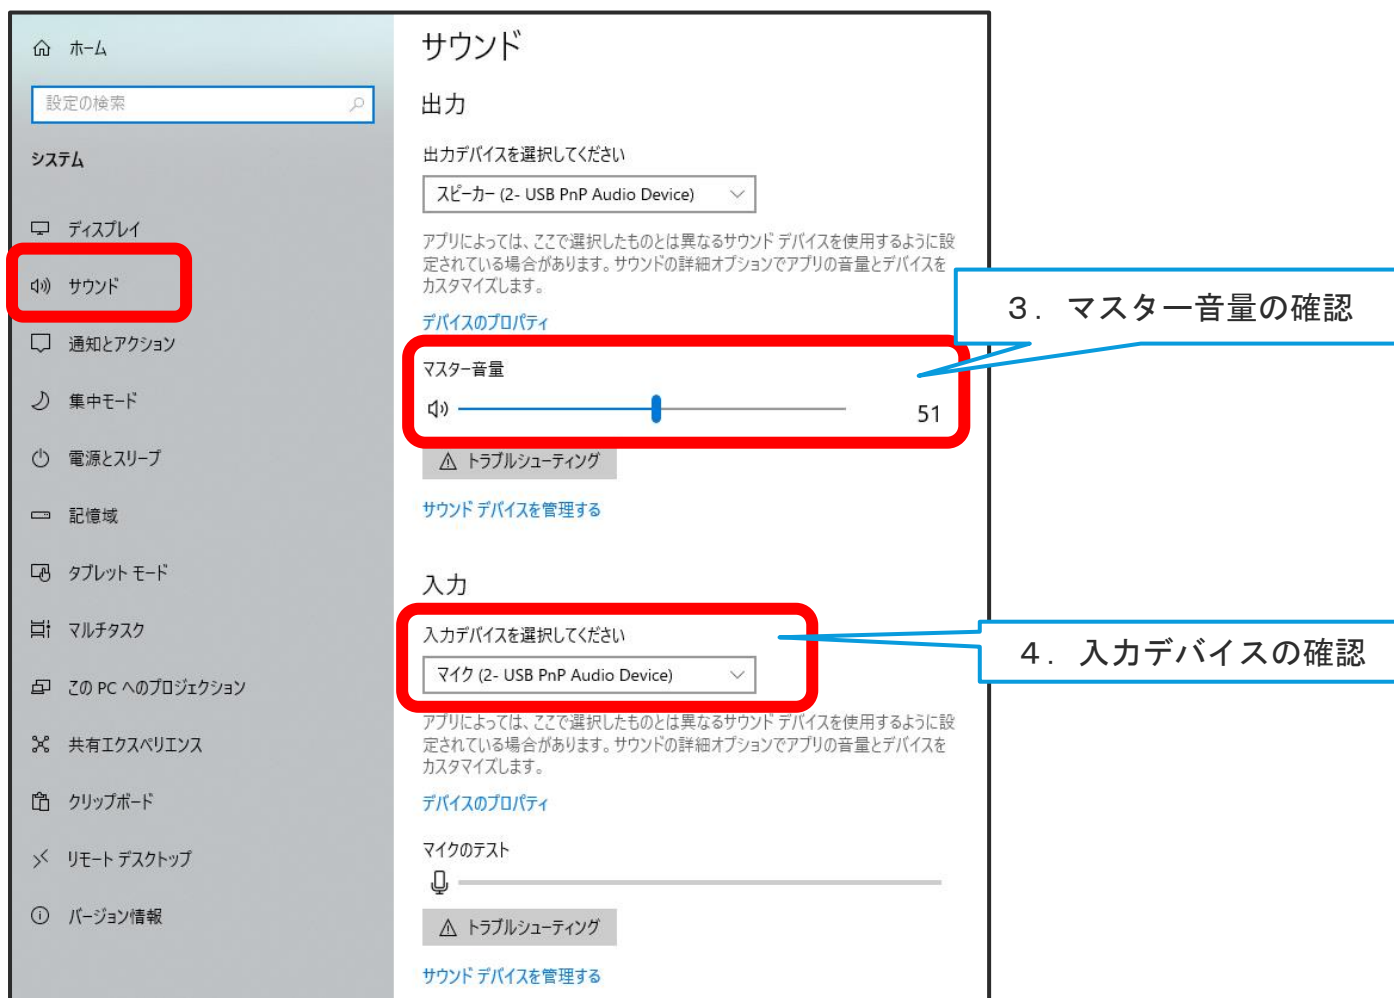 ホーム
設定の検索
システム
ディスプレイ
サウンド
通知とアクション
集中モード
電源とスリープ
記憶域
タブレット モード
マルチタスク
この PC へのプロジェクション
共有エクスペリエンス
クリップボード
リモート デスクトップ
バージョン情報
サウンド
出力
出力デバイスを選択してください
スピーカー (2- USB PnP Audio Device)
アプリによっては、ここで選択したものとは異なるサウンド デバイスを使用するように設
定されている場合があります。サウンドの詳細オプションでアプリの音量とデバイスを
カスタマイズします。
デバイスのプロパティ
マスター音量
51
トラブルシューティング
サウンド デバイスを管理する
入力
入力デバイスを選択してください
マイク (2- USB PnP Audio Device)
アプリによっては、ここで選択したものとは異なるサウンド デバイスを使用するように設
定されている場合があります。サウンドの詳細オプションでアプリの音量とデバイスを
カスタマイズします。
デバイスのプロパティ
マイクのテスト
トラブルシューティング
サウンド デバイスを管理する
３．マスター音量の確認
４．入力デバイスの確認